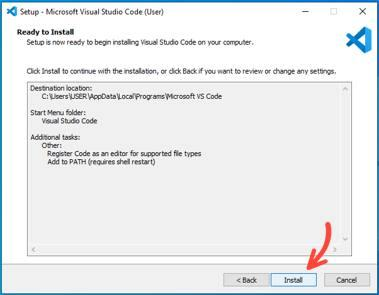 Setup - Microsoft Visual Studio Code (User)
Ready to Install
Setup is now ready to begin installing Visual Studio Code on your computer.
Click Install to continue with the installation, or click Back if you want to review or change any settings.
Destination location:
C:\Users\USER\AppData\Local\Programs\Microsoft VS Code
Start Menu folder:
Visual Studio Code
Additional tasks:
Other:
Register Code as an editor for supported file types
Add to PATH (requires shell restart)
< Back
Install
Cancel